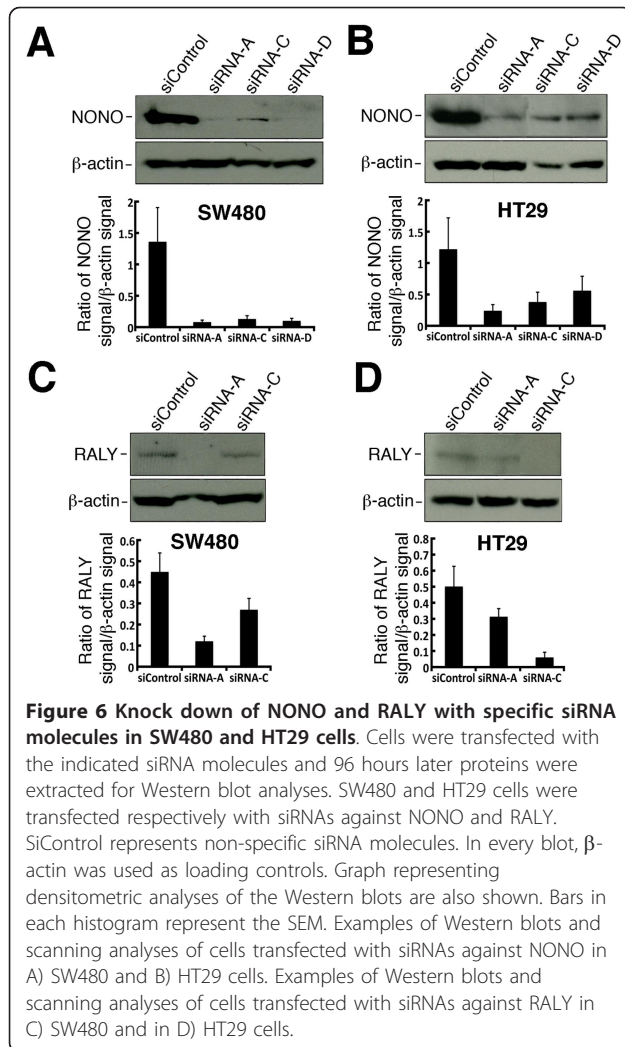 A
siControl
siRNA-A
siRNA-C
siRNA-D
NONO-
β-actin-
SW480
Ratio of NONO
signal/β-actin signal
2
1.5
1
0.5
0
siControl siRNA-A siRNA-C siRNA-D
B
siControl
siRNA-A
siRNA-C
siRNA-D
NONO-
β-actin-
HT29
Ratio of NONO
signal/β-actin signal
2
1.5
1
0.5
0
siControl siRNA-A siRNA-C siRNA-D
C
siControl
siRNA-A
siRNA-C
RALY-
β-actin-
SW480
Ratio of RALY
signal/β-actin signal
0.6
0.5
0.4
0.3
0.2
0.1
0
siControl siRNA-A siRNA-C
D
siControl
siRNA-A
siRNA-C
RALY-
β-actin-
HT29
Ratio of RALY
signal/β-actin signal
0.8
0.7
0.6
0.5
0.4
0.3
0.2
0.1
0
siControl siRNA-A siRNA-C
Figure 6 Knock down of NONO and RALY with specific siRNA
molecules in SW480 and HT29 cells. Cells were transfected with
the indicated siRNA molecules and 96 hours later proteins were
extracted for Western blot analyses. SW480 and HT29 cells were
transfected respectively with siRNAs against NONO and RALY.
SiControl represents non-specific siRNA molecules. In every blot, β-
actin was used as loading controls. Graph representing
densitometric analyses of the Western blots are also shown. Bars in
each histogram represent the SEM. Examples of Western blots and
scanning analyses of cells transfected with siRNAs against NONO in
A) SW480 and B) HT29 cells. Examples of Western blots and
scanning analyses of cells transfected with siRNAs against RALY in
C) SW480 and in D) HT29 cells.